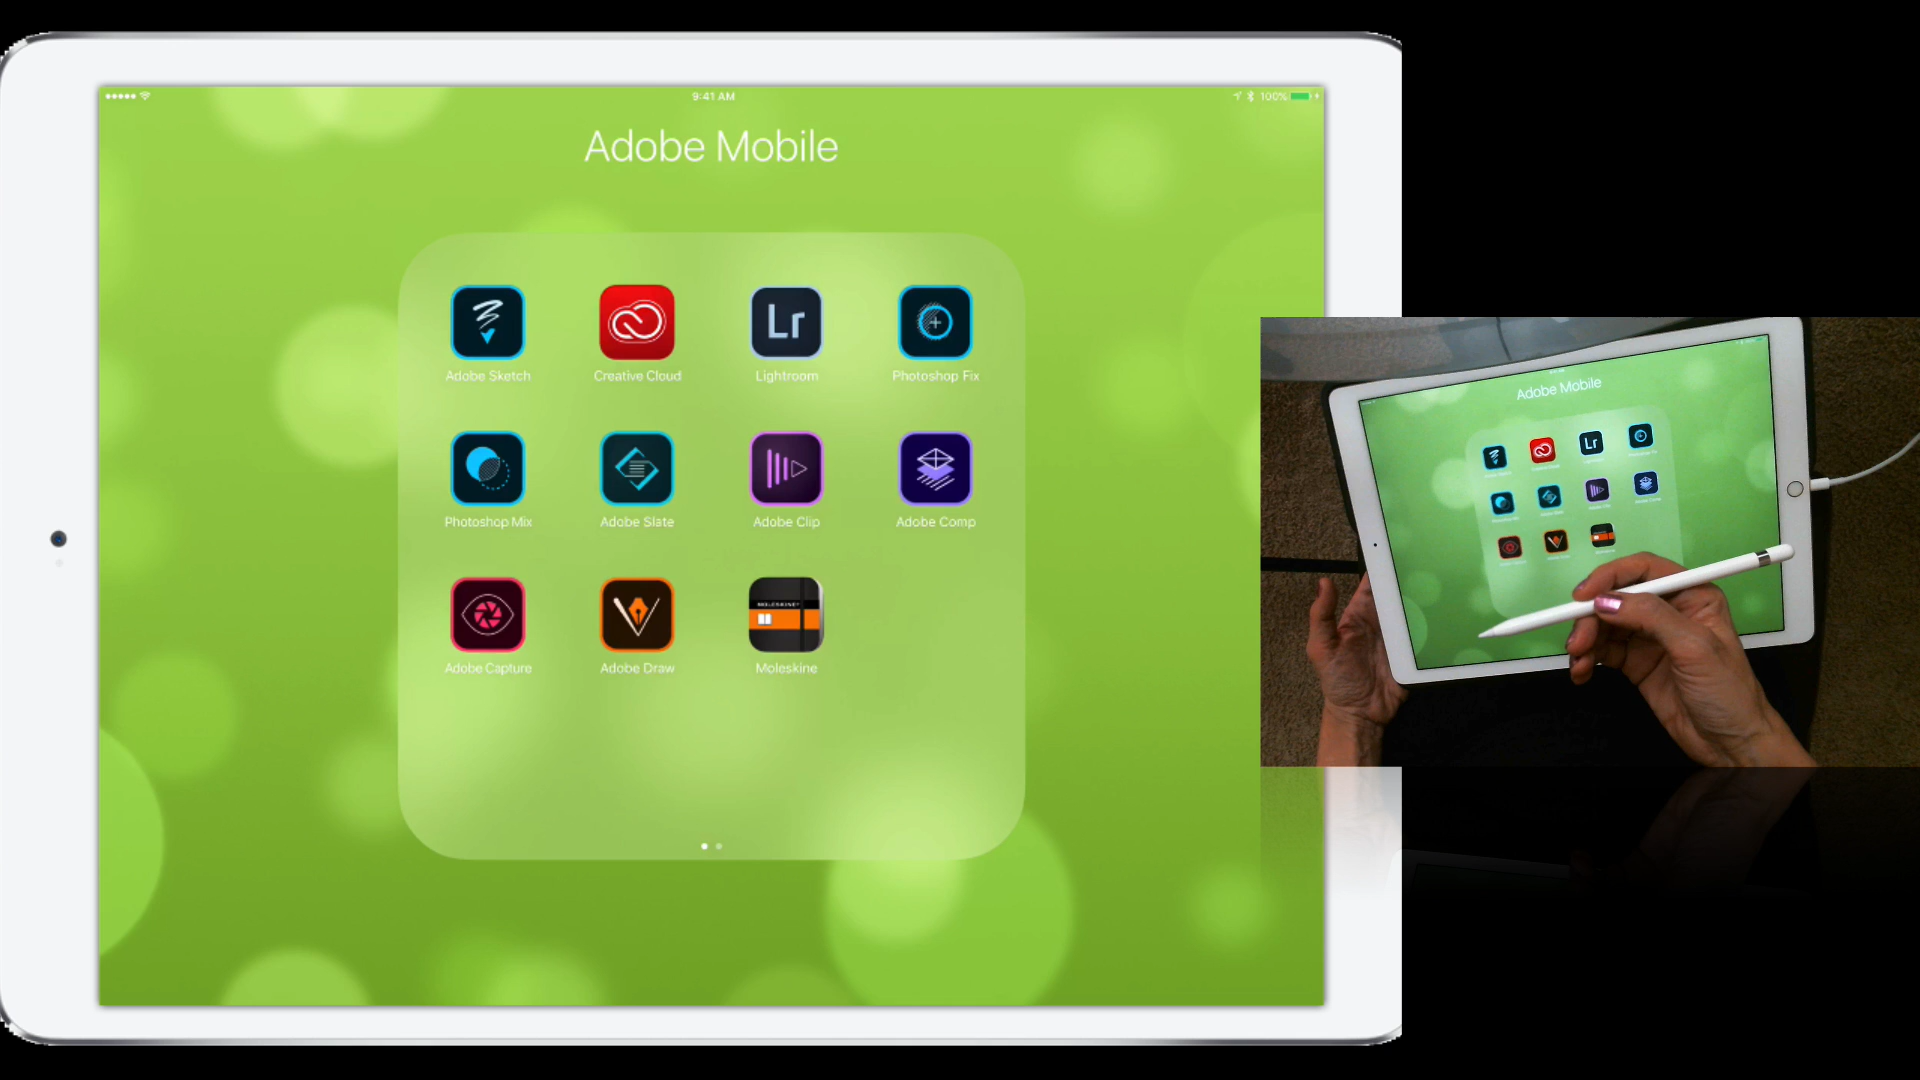 9:41 AM
100%
Adobe Mobile
Lr
Adobe Sketch
Creative Cloud
Lightroom
Photoshop Fix
Photoshop Mix
Adobe Slate
Adobe Clip
Adobe Comp
MOLESKINE
Adobe Capture
Adobe Draw
Moleskine
Adobe Mobile
Lr